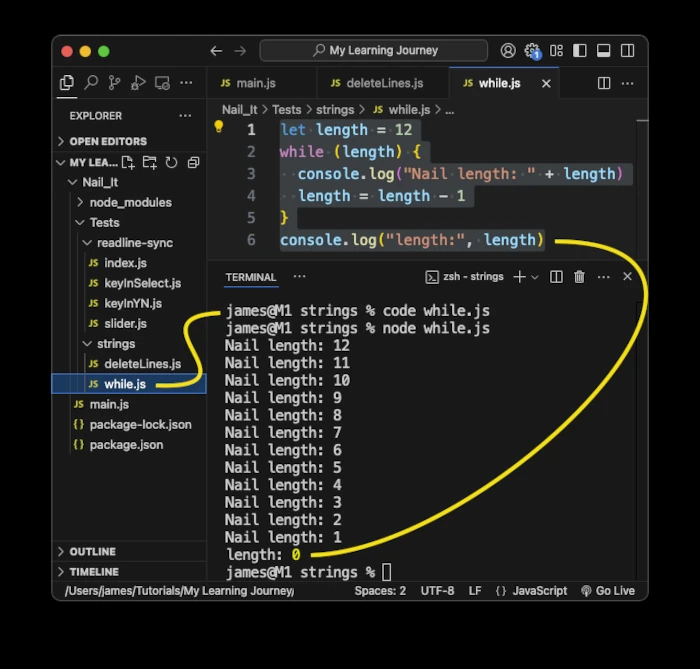 My Learning Journey
1
JS main.js
JS deleteLines.js
JS while.js
EXPLORER
OPEN EDITORS
MY LEA...
Nail_It
node_modules
Tests
readline-sync
JS index.js
JS keyInSelect.js
JS keyInYN.js
JS slider.js
strings
JS deleteLines.js
JS while.js
JS main.js
{} package-lock.json
{} package.json
OUTLINE
TIMELINE
Nail_It > Tests > strings > JS while.js > ...
1 let length = 12
2 while (length) {
3   console.log("Nail length: " + length)
4   length = length - 1
5 }
6 console.log("length:", length)
TERMINAL
zsh - strings
james@M1 strings % code while.js
james@M1 strings % node while.js
Nail length: 12
Nail length: 11
Nail length: 10
Nail length: 9
Nail length: 8
Nail length: 7
Nail length: 6
Nail length: 5
Nail length: 4
Nail length: 3
Nail length: 2
Nail length: 1
length: 0
james@M1 strings %
/Users/james/Tutorials/My Learning Journey/ Spaces: 2 UTF-8 LF {} JavaScript Go Live